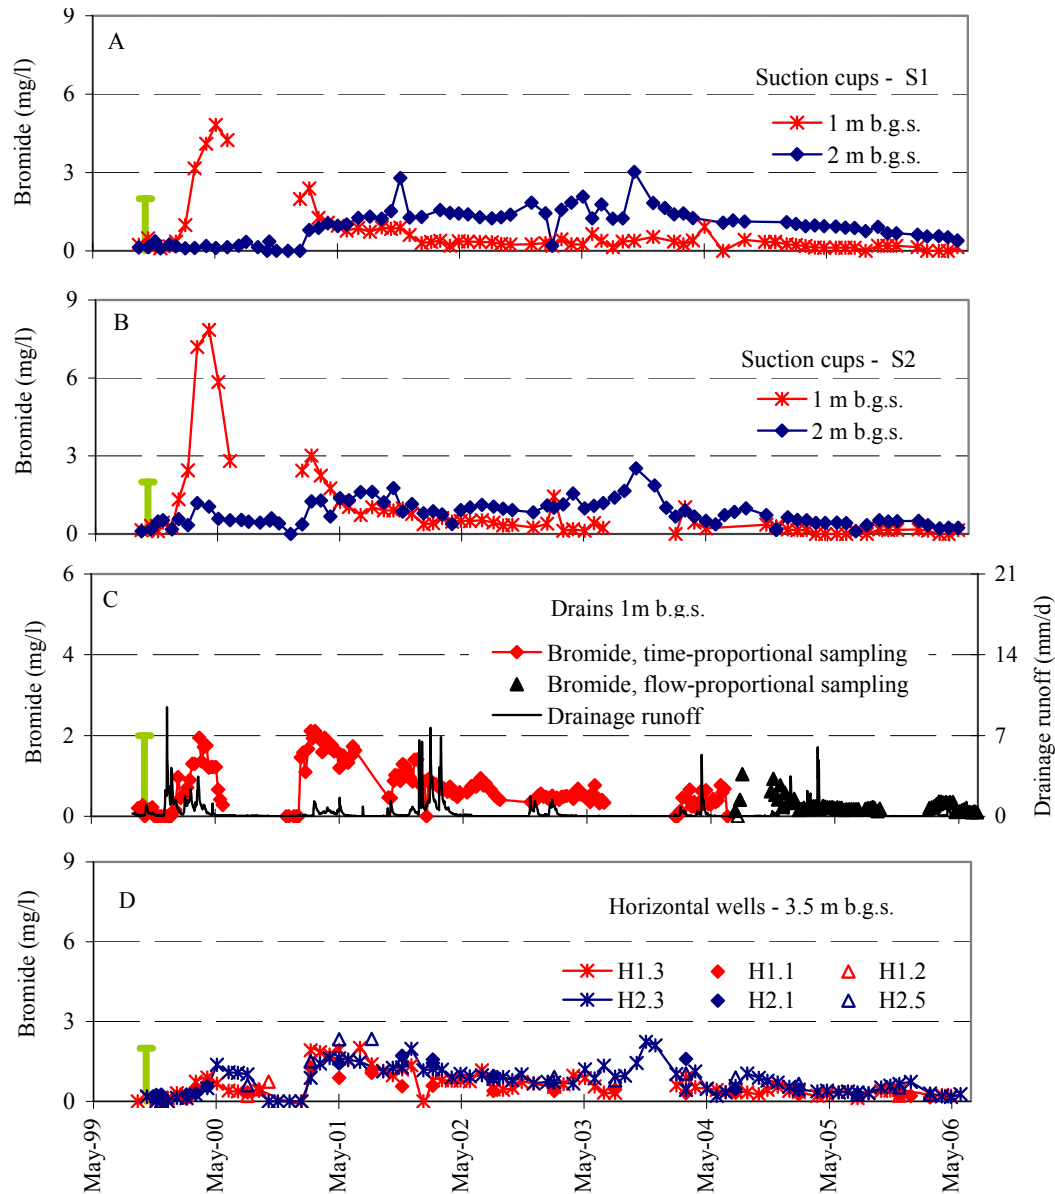 9
6
3
0
Bromide (mg/l)
A
Suction cups - S1
1 m b.g.s.
2 m b.g.s.
9
6
3
0
Bromide (mg/l)
B
Suction cups - S2
1 m b.g.s.
2 m b.g.s.
6
4
2
0
Bromide (mg/l)
C
Drains 1m b.g.s.
Bromide, time-proportional sampling
Bromide, flow-proportional sampling
Drainage runoff
21
14
7
0
Drainage runoff (mm/d)
9
6
3
0
Bromide (mg/l)
D
Horizontal wells - 3.5 m b.g.s.
H1.3 H1.1 H1.2
H2.3 H2.1 H2.5
May-99 May-00 May-01 May-02 May-03 May-04 May-05 May-06